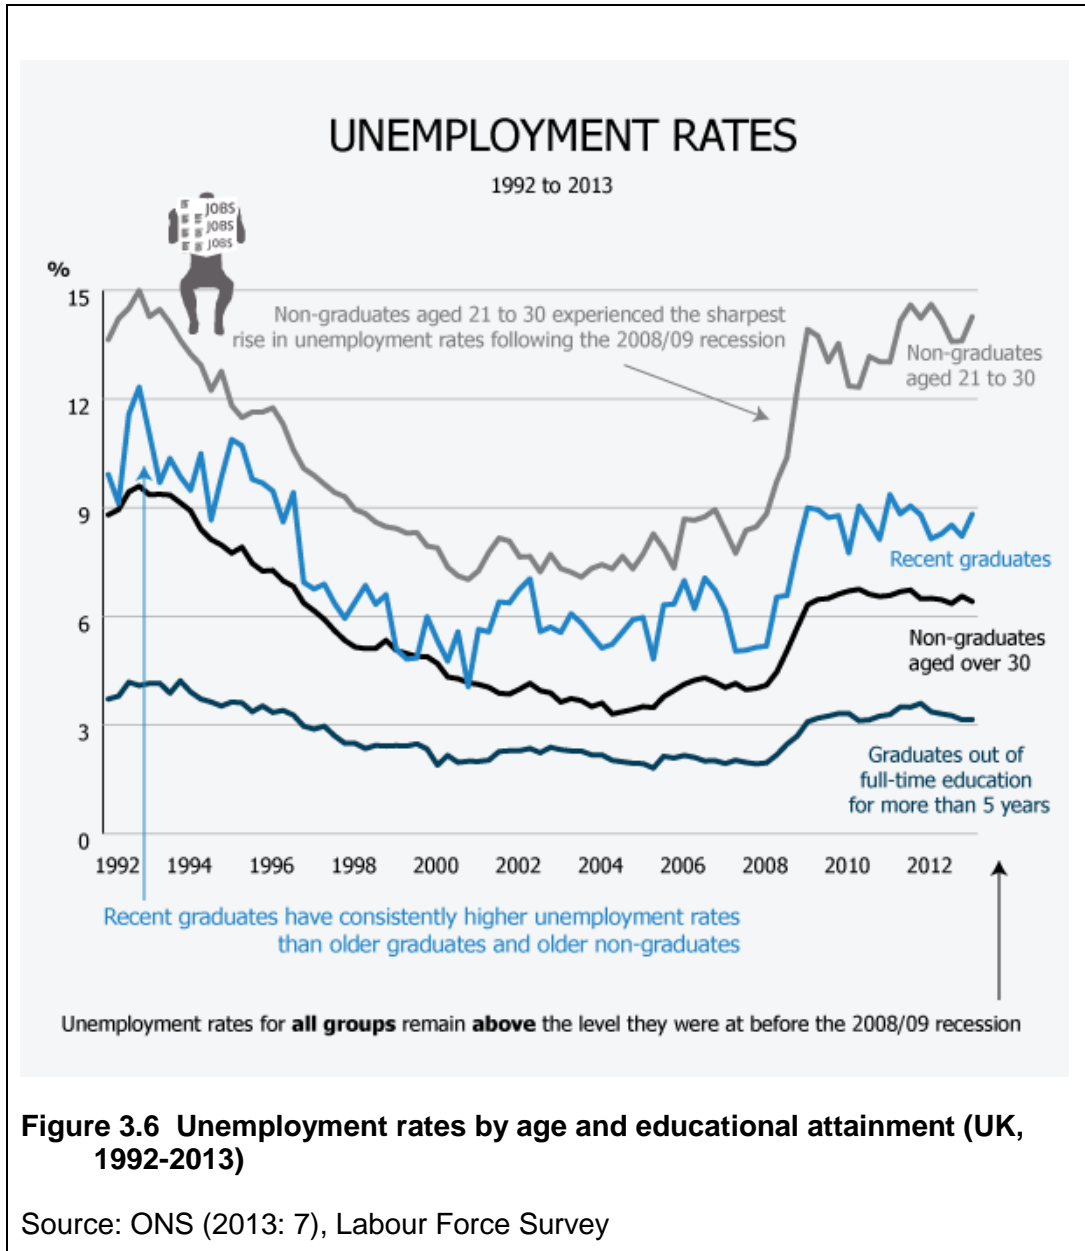 UNEMPLOYMENT RATES
1992 to 2013
JOBS
JOBS
JOBS
%
15
12
9
6
3
0
Non-graduates aged 21 to 30 experienced the sharpest
rise in unemployment rates following the 2008/09 recession
Non-graduates
aged 21 to 30
Recent graduates
Non-graduates
aged over 30
Graduates out of
full-time education
for more than 5 years
1992 1994 1996 1998 2000 2002 2004 2006 2008 2010 2012
Recent graduates have consistently higher unemployment rates
than older graduates and older non-graduates
Unemployment rates for all groups remain above the level they were at before the 2008/09 recession
Figure 3.6 Unemployment rates by age and educational attainment (UK,
1992-2013)
Source: ONS (2013: 7), Labour Force Survey